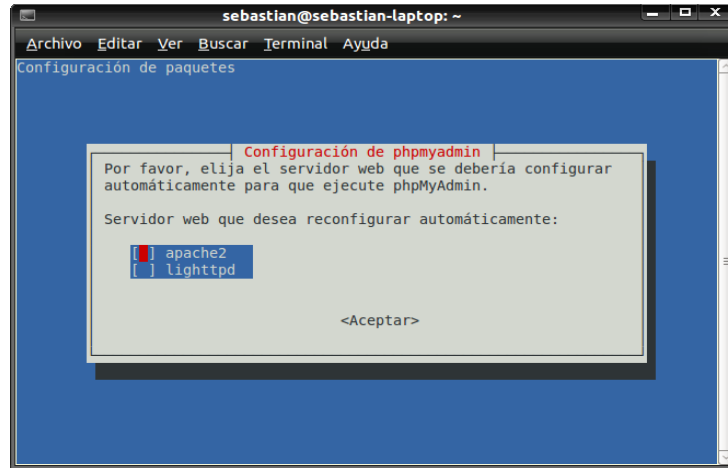 sebastian@sebastian-laptop: ~
Archivo Editar Ver Buscar Terminal Ayuda
Configuración de paquetes
Configuración de phpmyadmin
Por favor, elija el servidor web que se debería configurar
automáticamente para que ejecute phpMyAdmin.
Servidor web que desea reconfigurar automáticamente:
[ ] apache2
[ ] lighttpd
<Aceptar>